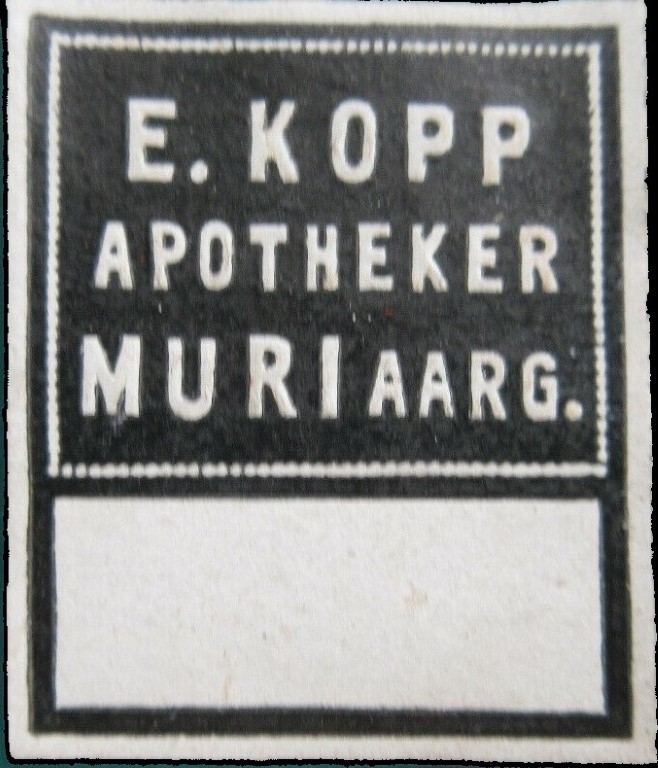 E. KOPP
APOTHEKER
MURI AARG.